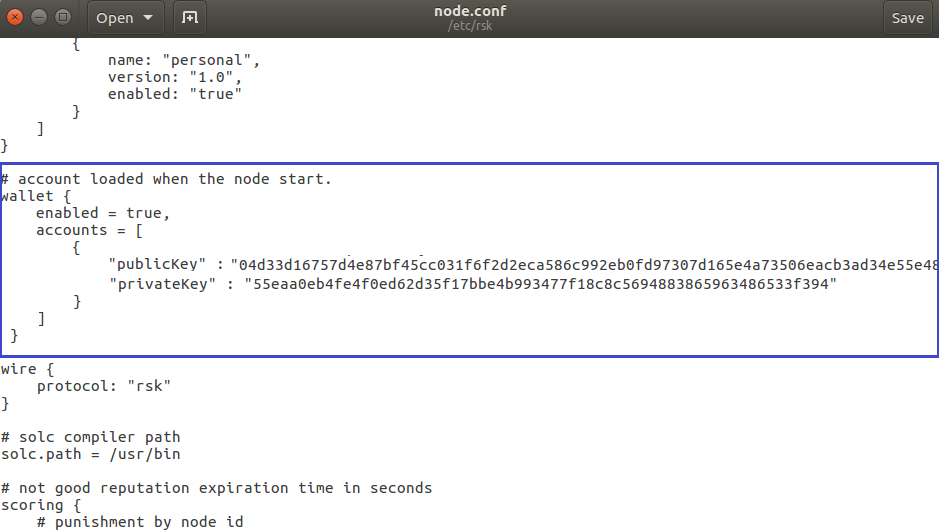 node.conf
/etc/rsk
Open
Save
{
name: "personal",
version: "1.0",
enabled: "true"
}
]
}
# account loaded when the node start.
wallet {
enabled = true,
accounts = [
{
"publicKey" : "04d33d16757d4e87bf45cc031f6f2d2eca586c992eb0fd97307d165e4a73506eacb3ad34e55e48
"privateKey" : "55eaa0eb4fe4f0ed62d35f17bbe4b993477f18c8c5694883865963486533f394"
}
]
}
wire {
protocol: "rsk"
}
# solc compiler path
solc.path = /usr/bin
# not good reputation expiration time in seconds
scoring {
# punishment by node id